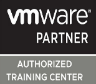 vmware®
PARTNER
AUTHORIZED
TRAINING CENTER